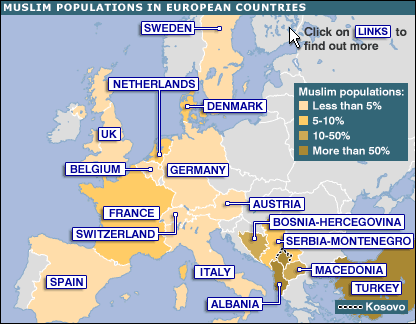 MUSLIM POPULATIONS IN EUROPEAN COUNTRIES
SWEDEN
Click on LINKS to
find out more
NETHERLANDS
DENMARK
Muslim populations:
Less than 5%
5-10%
10-50%
More than 50%
UK
BELGIUM
GERMANY
AUSTRIA
FRANCE
BOSNIA-HERCEGOVINA
SWITZERLAND
SERBIA-MONTENEGRO
ITALY
MACEDONIA
SPAIN
TURKEY
ALBANIA
Kosovo